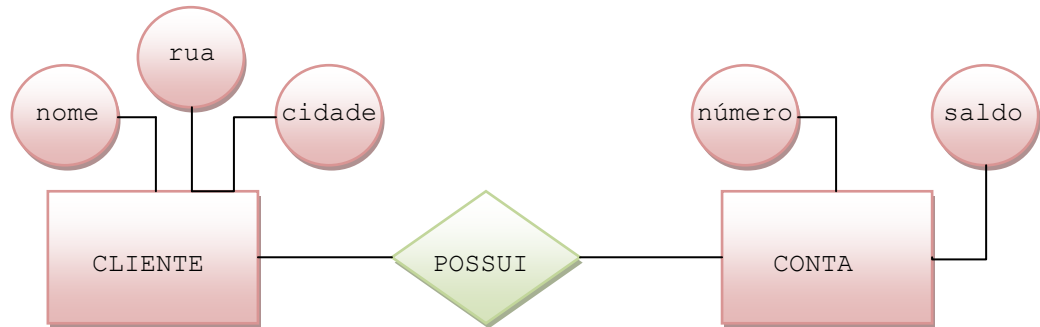 rua
nome
cidade
número
saldo
CLIENTE
POSSUI
CONTA